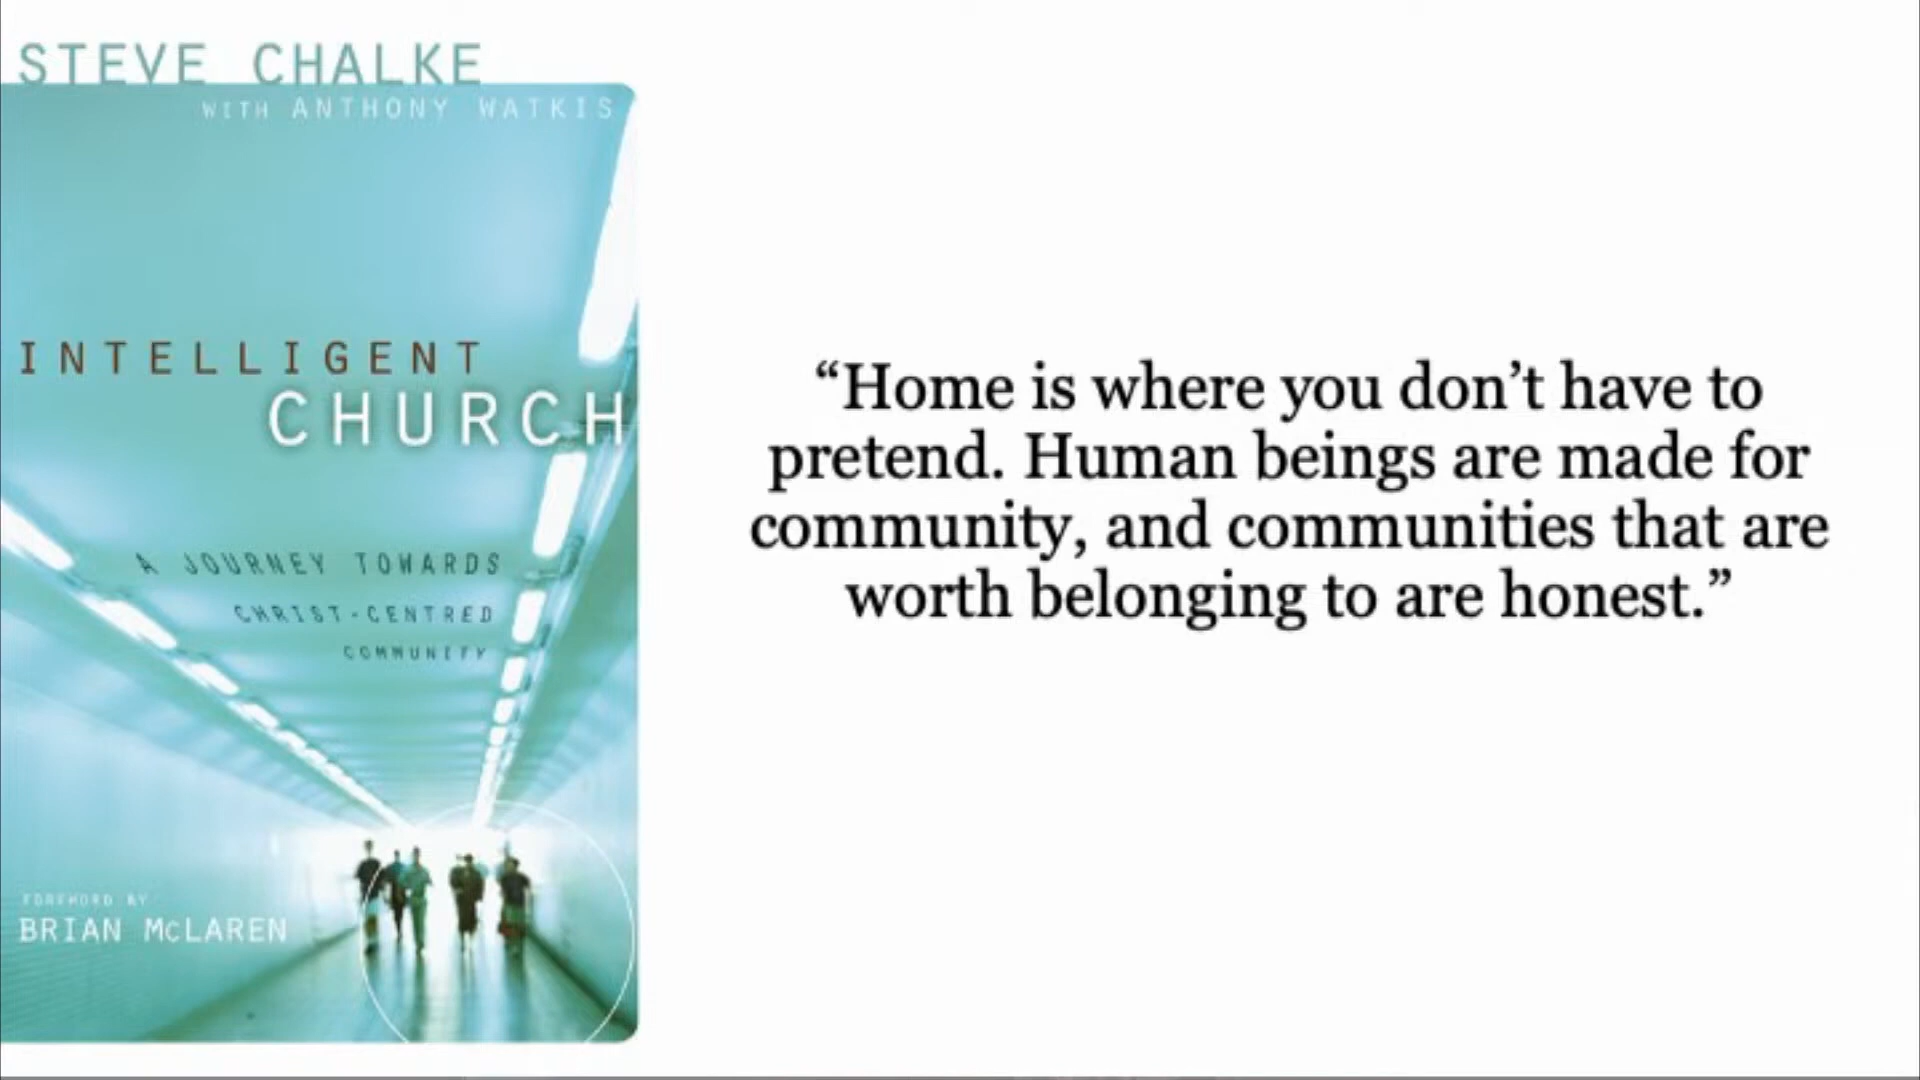 STEVE CHALKE
WITH ANTHONY WATKIS
INTELLIGENT
CHURCH
A JOURNEY TOWARDS
CHRIST-CENTRED
COMMUNITY
FOREWORD BY
BRIAN McLAREN
“Home is where you don’t have to
pretend. Human beings are made for
community, and communities that are
worth belonging to are honest.”